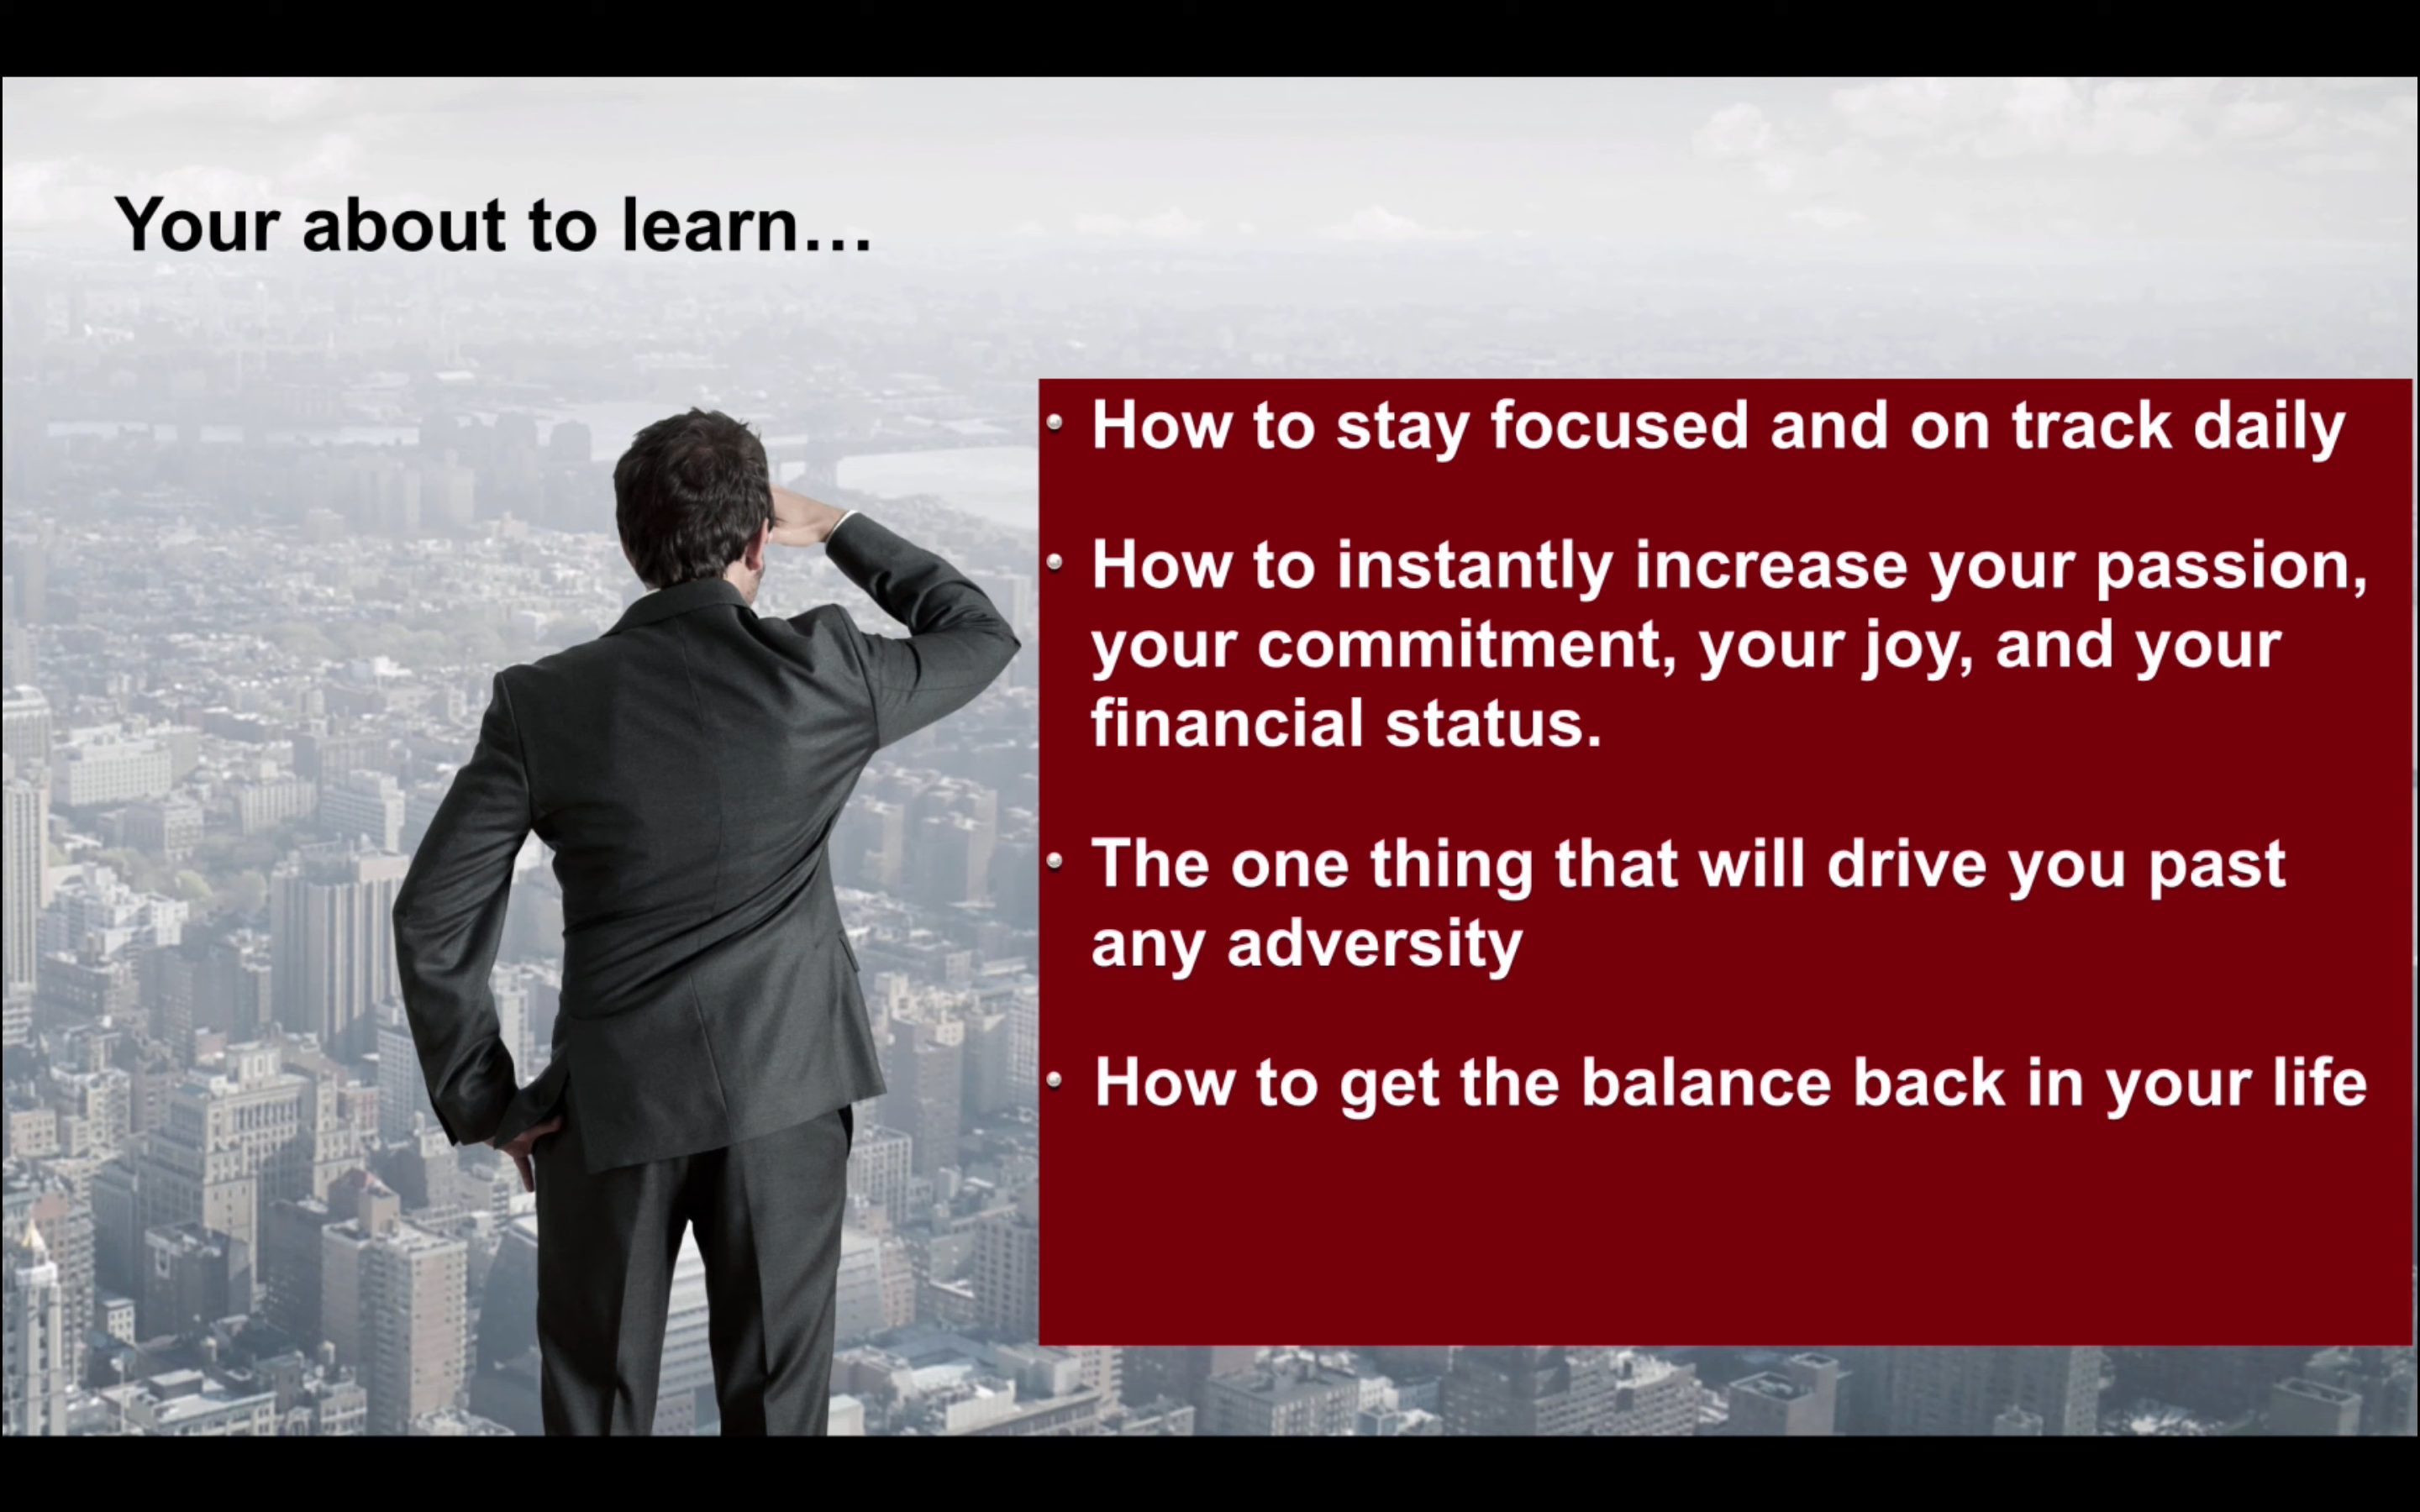 Your about to learn...
• How to stay focused and on track daily
• How to instantly increase your passion,
your commitment, your joy, and your
financial status.
• The one thing that will drive you past
any adversity
• How to get the balance back in your life